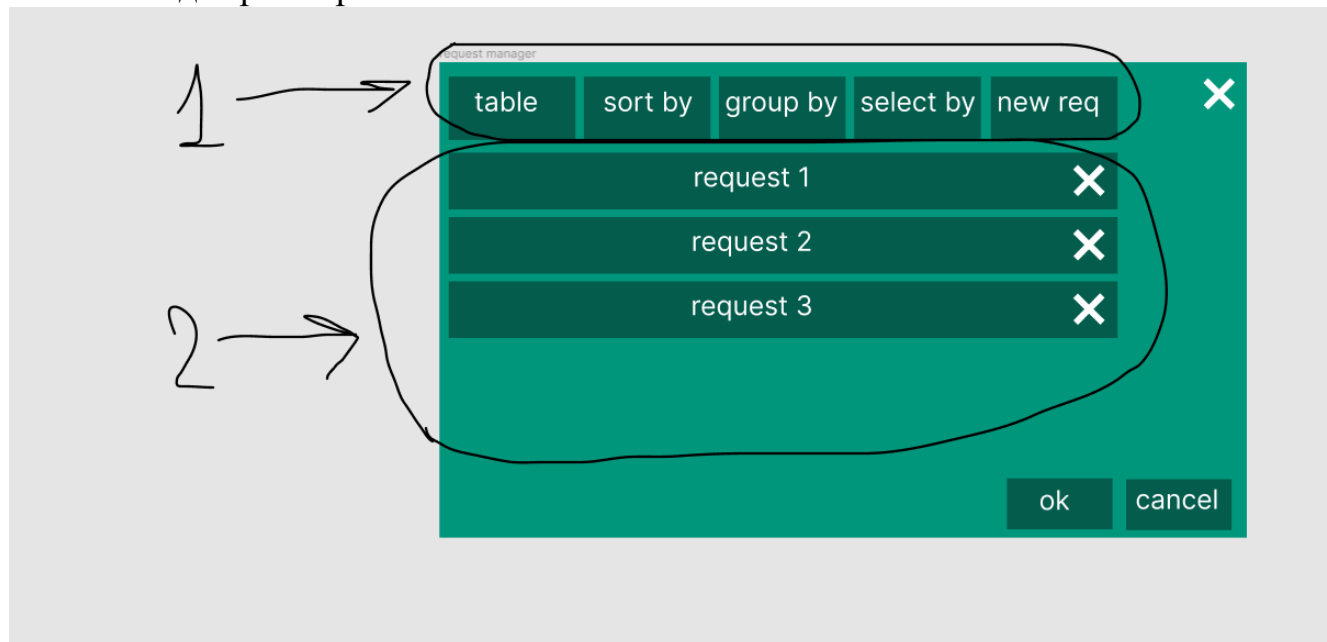 request manager
1
table sort by group by select by new req
request 1
request 2
request 3
2
ok cancel